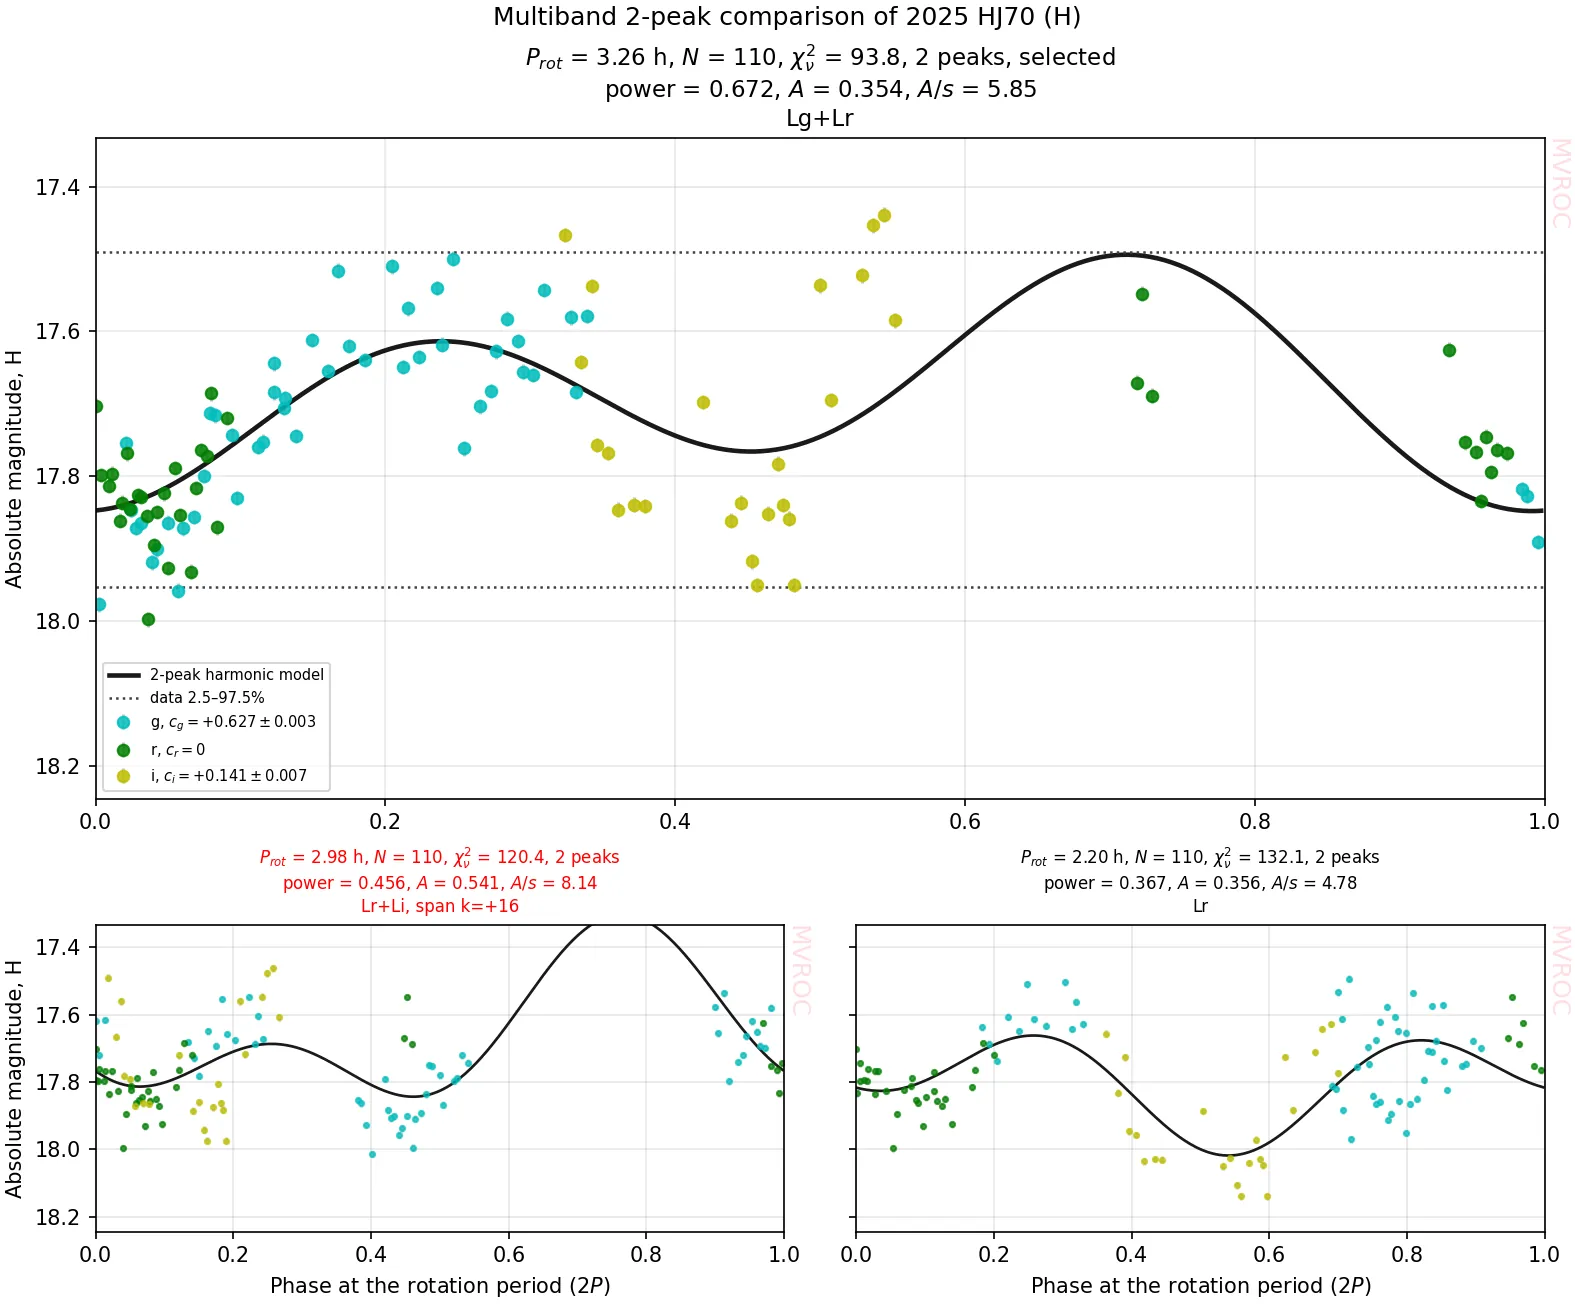 Multiband 2-peak comparison of 2025 HJ70 (H)
P_rot = 3.26 h, N = 110, χ²_ν = 93.8, 2 peaks, selected
power = 0.672, A = 0.354, A/s = 5.85
Lg+Lr
MVROC
Absolute magnitude, H
17.4
17.6
17.8
18.0
18.2
2-peak harmonic model
data 2.5–97.5%
g, c_g = +0.627 ± 0.003
r, c_r = 0
i, c_i = +0.141 ± 0.007
0.0 0.2 0.4 0.6 0.8 1.0
P_rot = 2.98 h, N = 110, χ²_ν = 120.4, 2 peaks
power = 0.456, A = 0.541, A/s = 8.14
Lr+Li, span k=+16
MVROC
Absolute magnitude, H
17.4
17.6
17.8
18.0
18.2
0.0 0.2 0.4 0.6 0.8 1.0
Phase at the rotation period (2P)
P_rot = 2.20 h, N = 110, χ²_ν = 132.1, 2 peaks
power = 0.367, A = 0.356, A/s = 4.78
Lr
MVROC
0.0 0.2 0.4 0.6 0.8 1.0
Phase at the rotation period (2P)